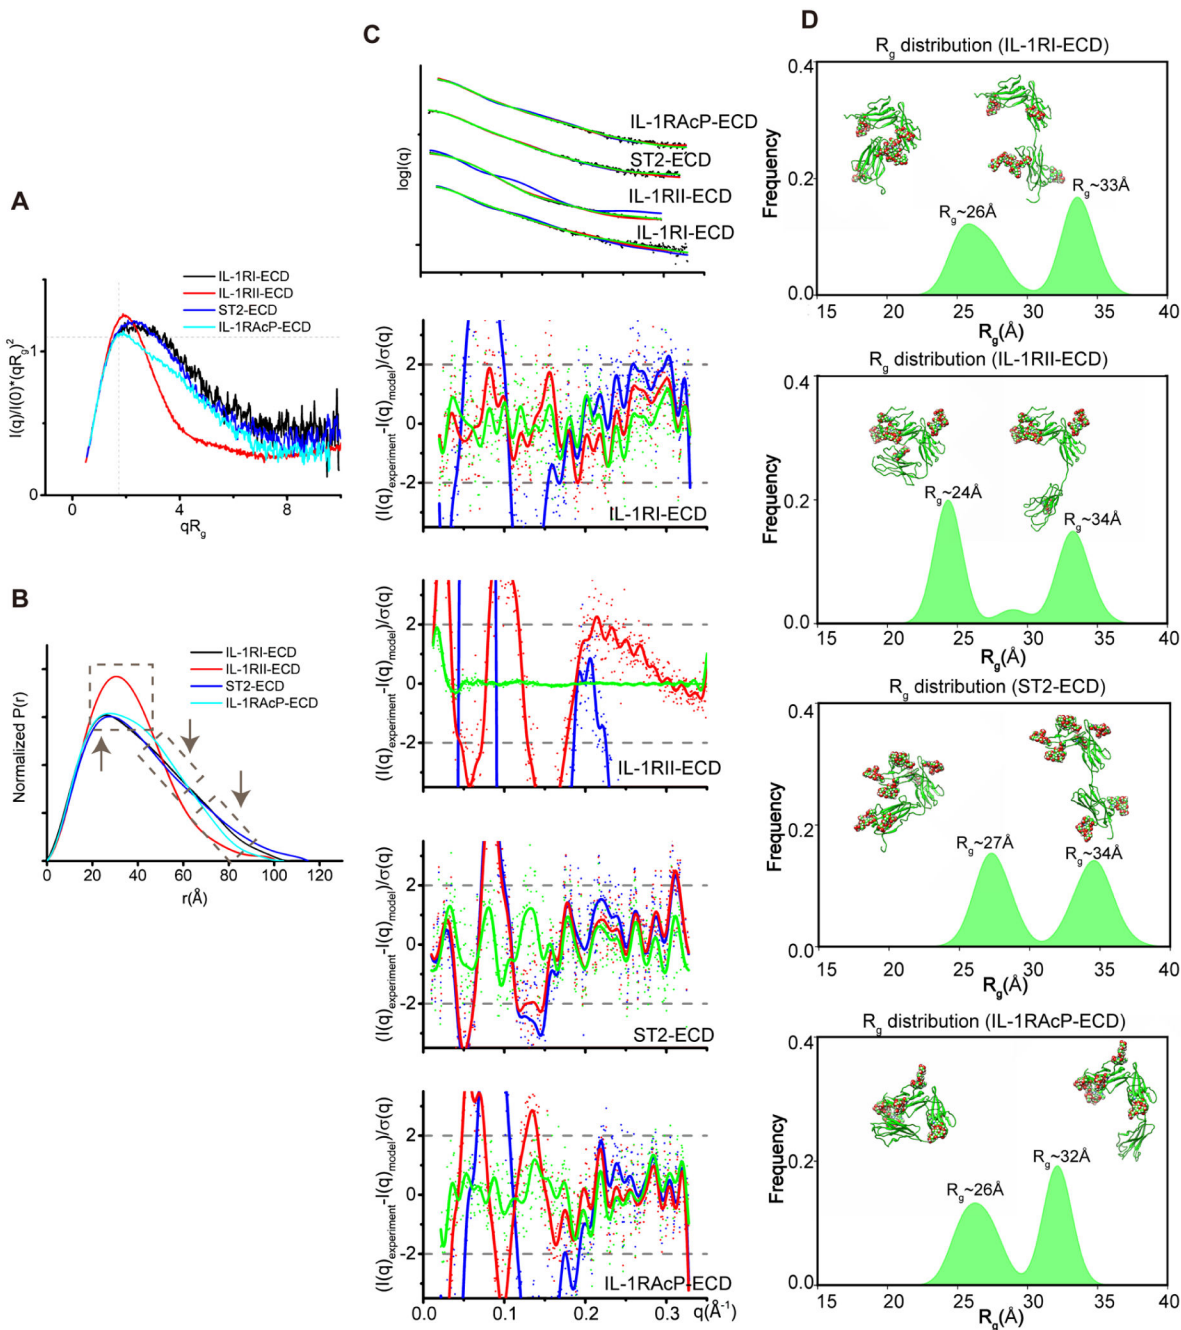 A
IL-1RI-ECD
IL-1RII-ECD
ST2-ECD
IL-1RAcP-ECD
I(q)/I(0)*(qRg)²
1
0
0 4 8
qRg
B
IL-1RI-ECD
IL-1RII-ECD
ST2-ECD
IL-1RAcP-ECD
Normalized P(r)
0 20 40 60 80 100 120
r(Å)
C
logI(q)
IL-1RAcP-ECD
ST2-ECD
IL-1RII-ECD
IL-1RI-ECD
(I(q)experiment-I(q)model)/σ(q)
2
0
-2
IL-1RI-ECD
(I(q)experiment-I(q)model)/σ(q)
2
0
-2
IL-1RII-ECD
(I(q)experiment-I(q)model)/σ(q)
2
0
-2
ST2-ECD
(I(q)experiment-I(q)model)/σ(q)
2
0
-2
IL-1RAcP-ECD
0.0 0.1 0.2 0.3
q(Å-1)
D
Rg distribution (IL-1RI-ECD)
Frequency
0.4
0.2
0.0
Rg~26Å
Rg~33Å
15 20 25 30 35 40
Rg(Å)
Rg distribution (IL-1RII-ECD)
Frequency
0.4
0.2
0.0
Rg~24Å
Rg~34Å
15 20 25 30 35 40
Rg(Å)
Rg distribution (ST2-ECD)
Frequency
0.4
0.2
0.0
Rg~27Å
Rg~34Å
15 20 25 30 35 40
Rg(Å)
Rg distribution (IL-1RAcP-ECD)
Frequency
0.4
0.2
0.0
Rg~26Å
Rg~32Å
15 20 25 30 35 40
Rg(Å)